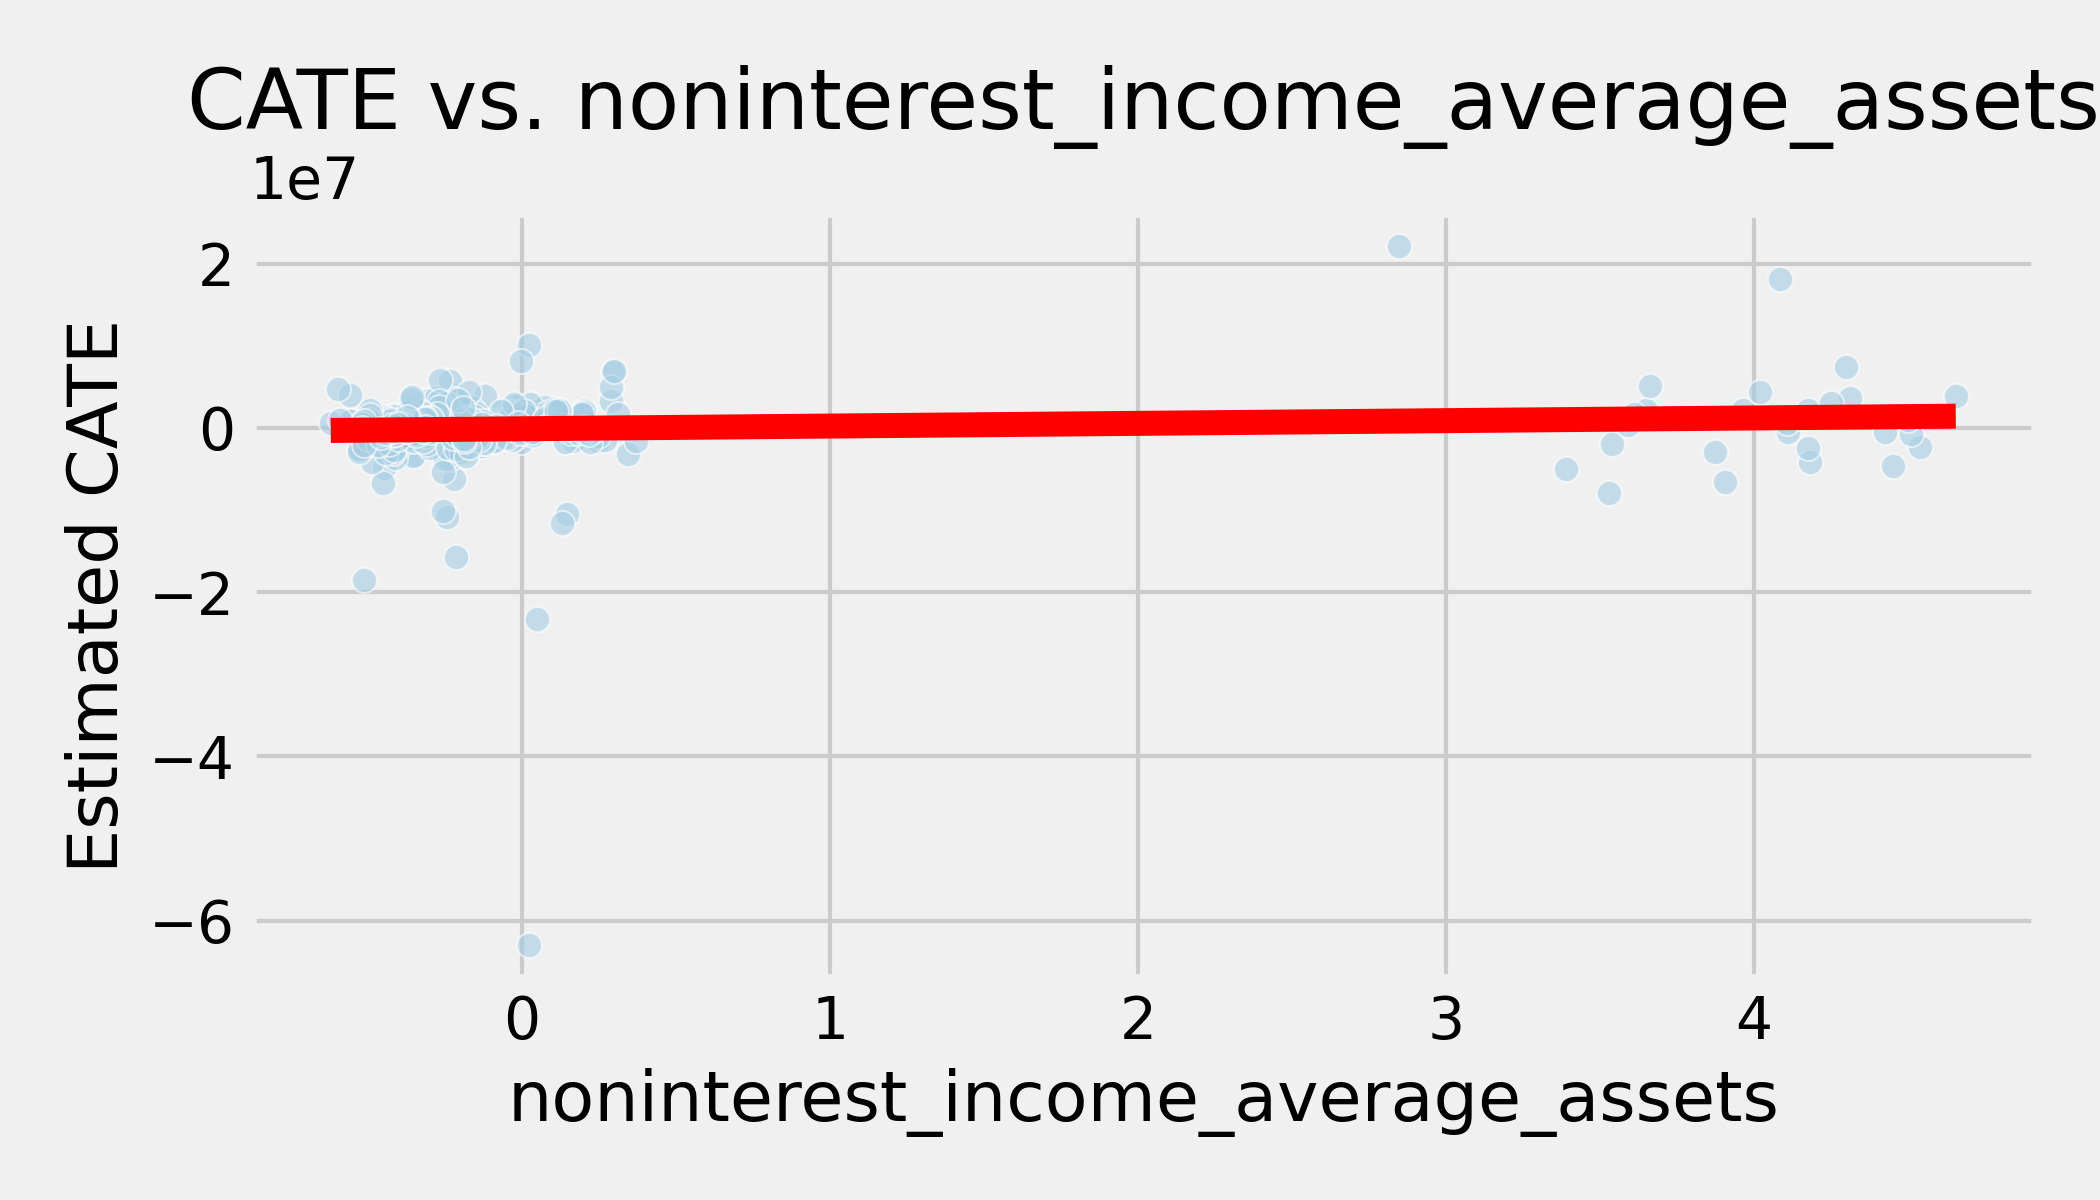 CATE vs. noninterest_income_average_assets
1e7
2
0
−2
−4
−6
Estimated CATE
0 1 2 3 4
noninterest_income_average_assets